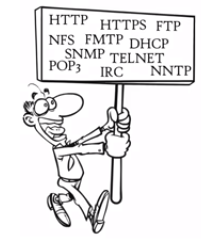 HTTP HTTPS FTP
NFS FMTP DHCP
SNMP TELNET
POP3 IRC NNTP